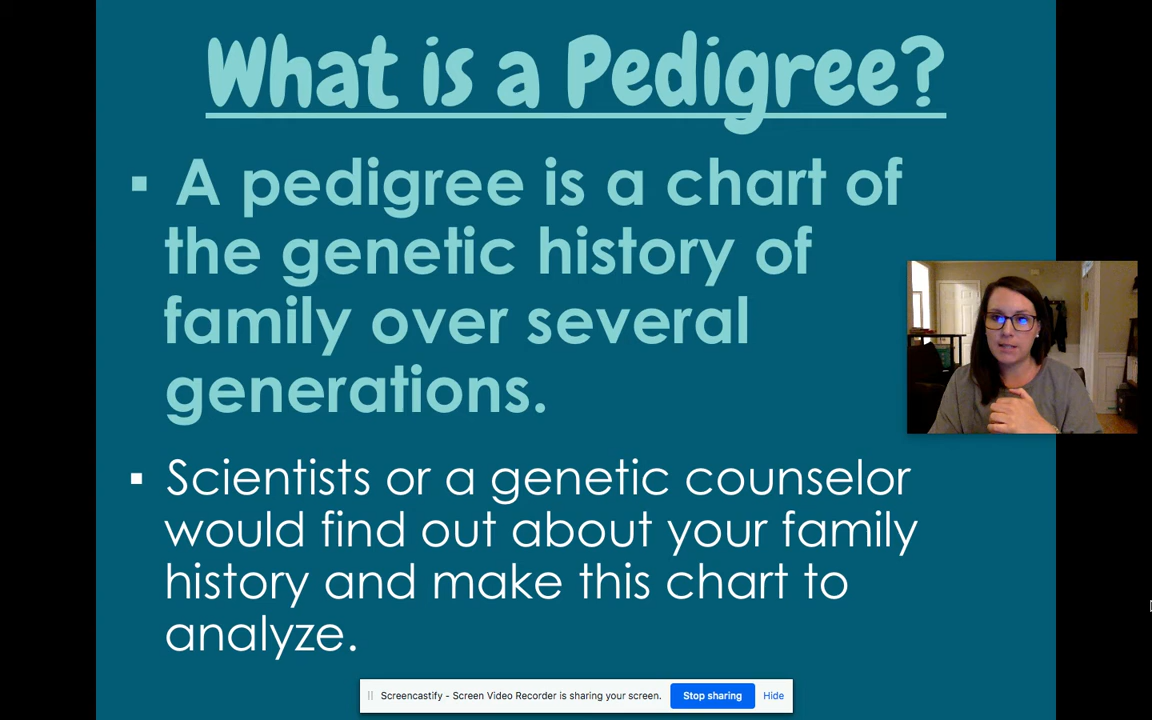 What is a Pedigree?
▪ A pedigree is a chart of
the genetic history of
family over several
generations.
▪ Scientists or a genetic counselor
would find out about your family
history and make this chart to
analyze.
Screencastify - Screen Video Recorder is sharing your screen. Stop sharing Hide